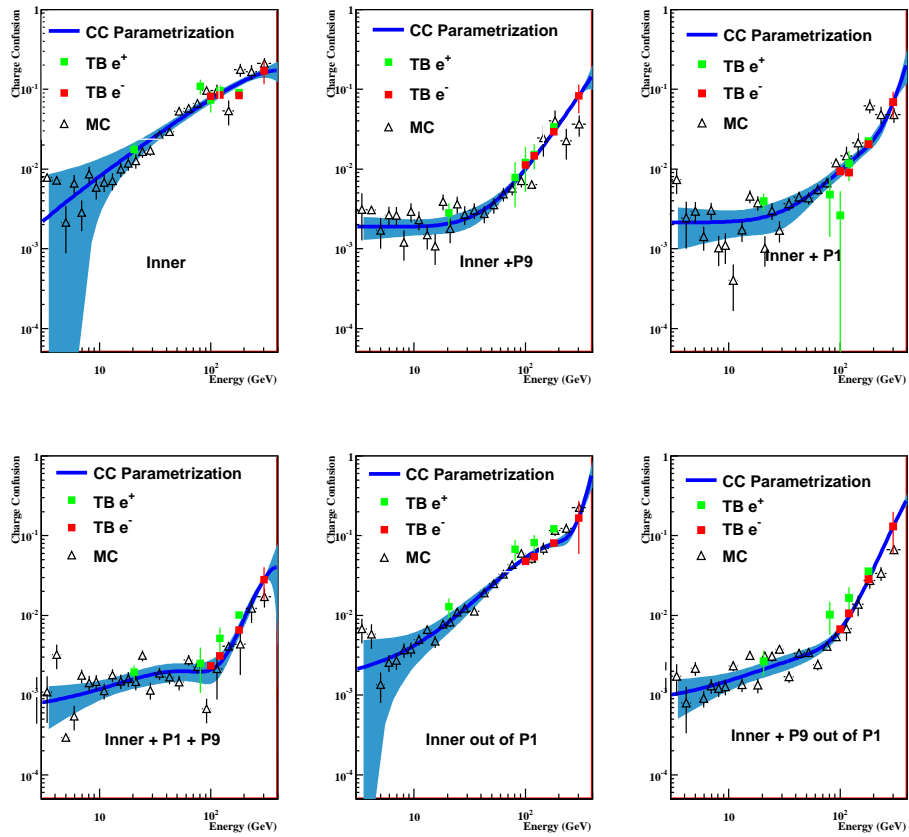 Charge Confusion
1
10⁻¹
10⁻²
10⁻³
10⁻⁴
CC Parametrization
TB e⁺
TB e⁻
MC
Inner
10
10²
Energy (GeV)
Charge Confusion
1
10⁻¹
10⁻²
10⁻³
10⁻⁴
CC Parametrization
TB e⁺
TB e⁻
MC
Inner +P9
10
10²
Energy (GeV)
Charge Confusion
1
10⁻¹
10⁻²
10⁻³
10⁻⁴
CC Parametrization
TB e⁺
TB e⁻
MC
Inner + P1
10
10²
Energy (GeV)
Charge Confusion
1
10⁻¹
10⁻²
10⁻³
10⁻⁴
CC Parametrization
TB e⁺
TB e⁻
MC
Inner + P1 + P9
10
10²
Energy (GeV)
Charge Confusion
1
10⁻¹
10⁻²
10⁻³
10⁻⁴
CC Parametrization
TB e⁺
TB e⁻
MC
Inner out of P1
10
10²
Energy (GeV)
Charge Confusion
1
10⁻¹
10⁻²
10⁻³
10⁻⁴
CC Parametrization
TB e⁺
TB e⁻
MC
Inner + P9 out of P1
10
10²
Energy (GeV)